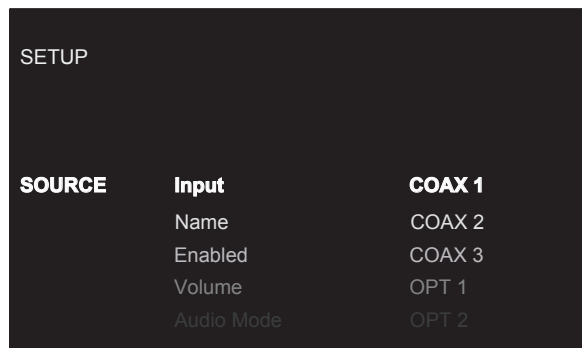 SETUP
SOURCE Input COAX 1
Name COAX 2
Enabled COAX 3
Volume OPT 1
Audio Mode OPT 2